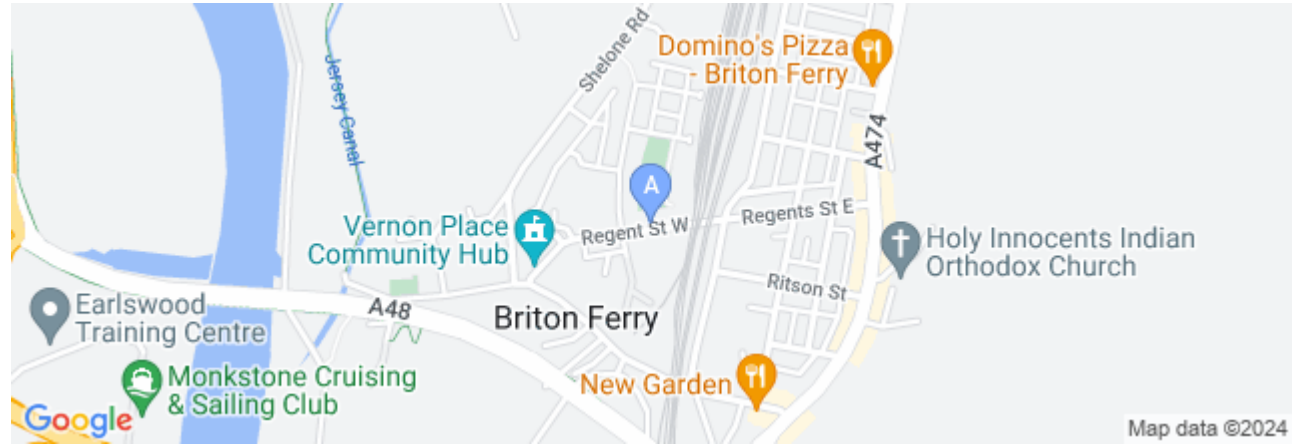 Shelone Rd
Domino's Pizza
- Briton Ferry
Jersey Canal
A474
A
Vernon Place
Community Hub
Regent St W
Regents St E
Holy Innocents Indian
Orthodox Church
Ritson St
Earlswood
Training Centre
A48
Briton Ferry
Monkstone Cruising
& Sailing Club
New Garden
Google
Map data ©2024